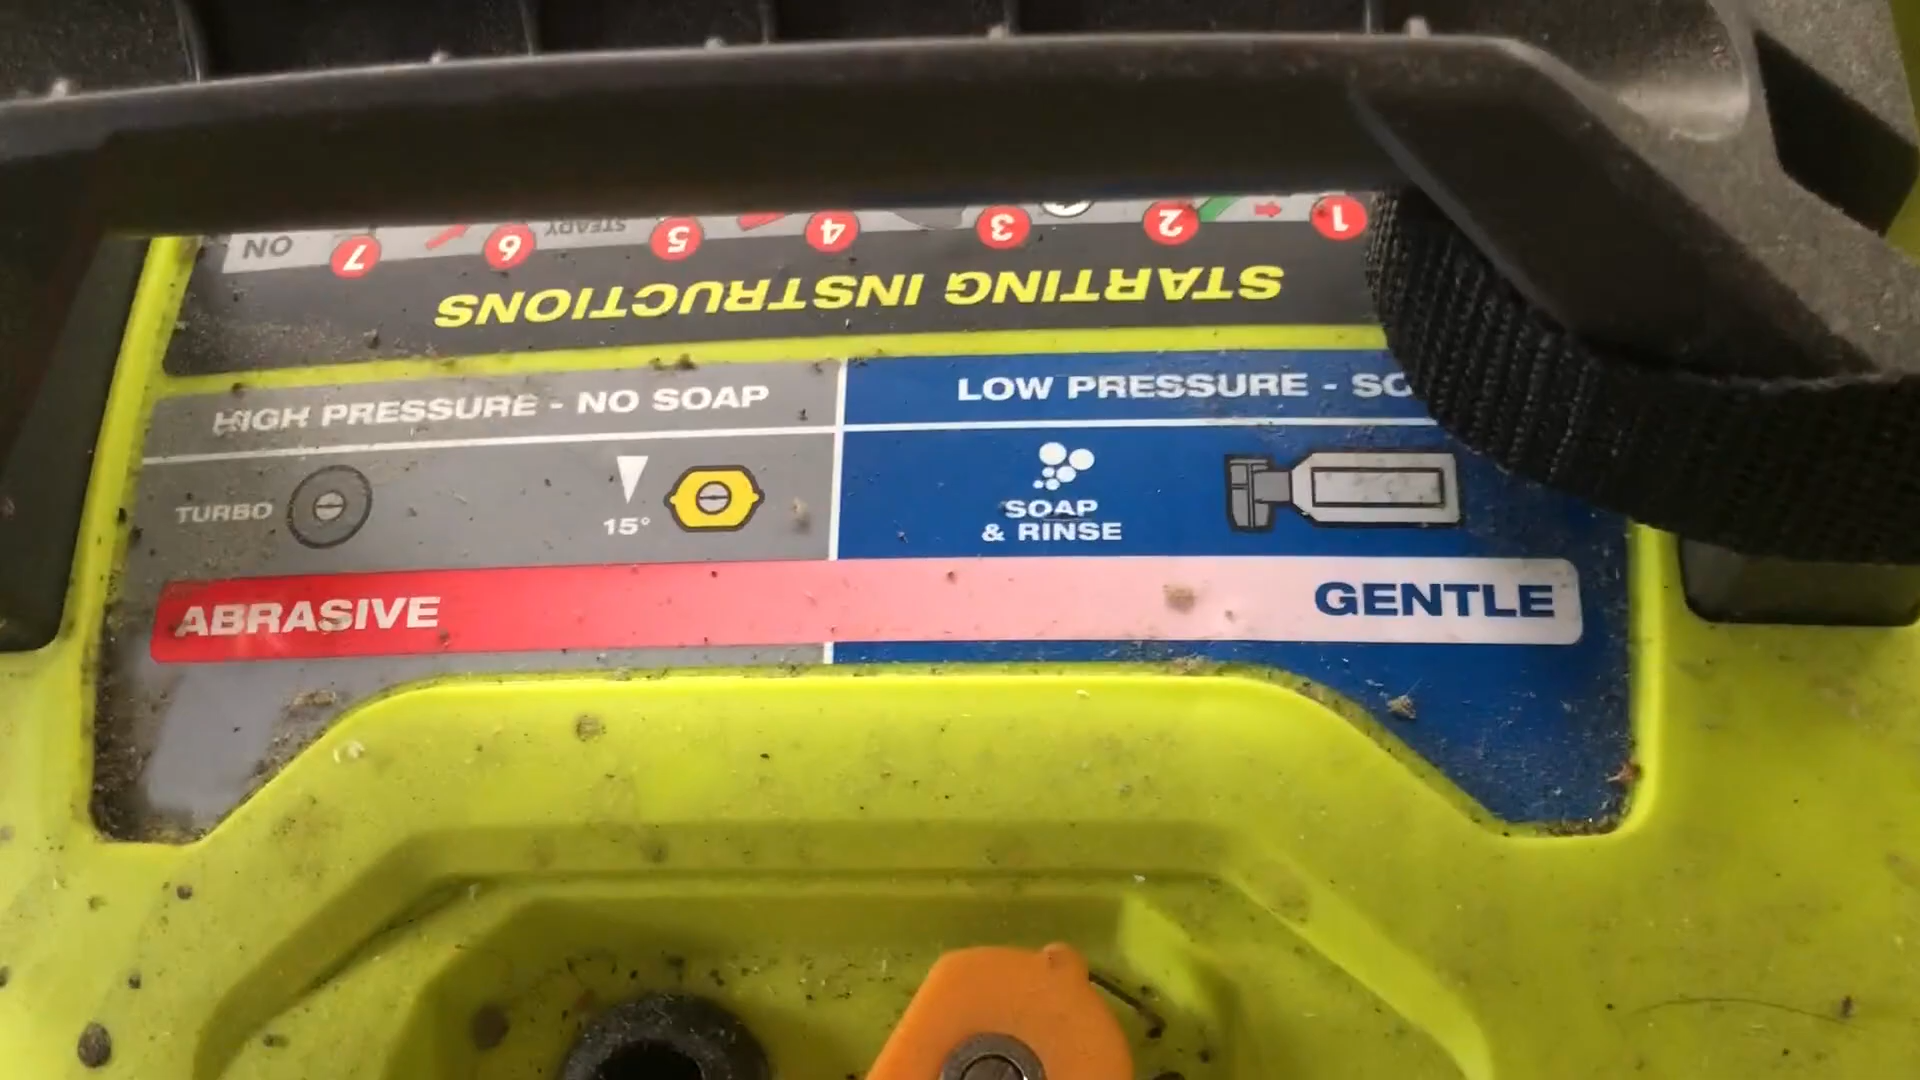 ON 7 6 STEADY 5 4 3 2 1
STARTING INSTRUCTIONS
HIGH PRESSURE - NO SOAP
LOW PRESSURE -
TURBO
15°
SOAP
& RINSE
ABRASIVE
GENTLE